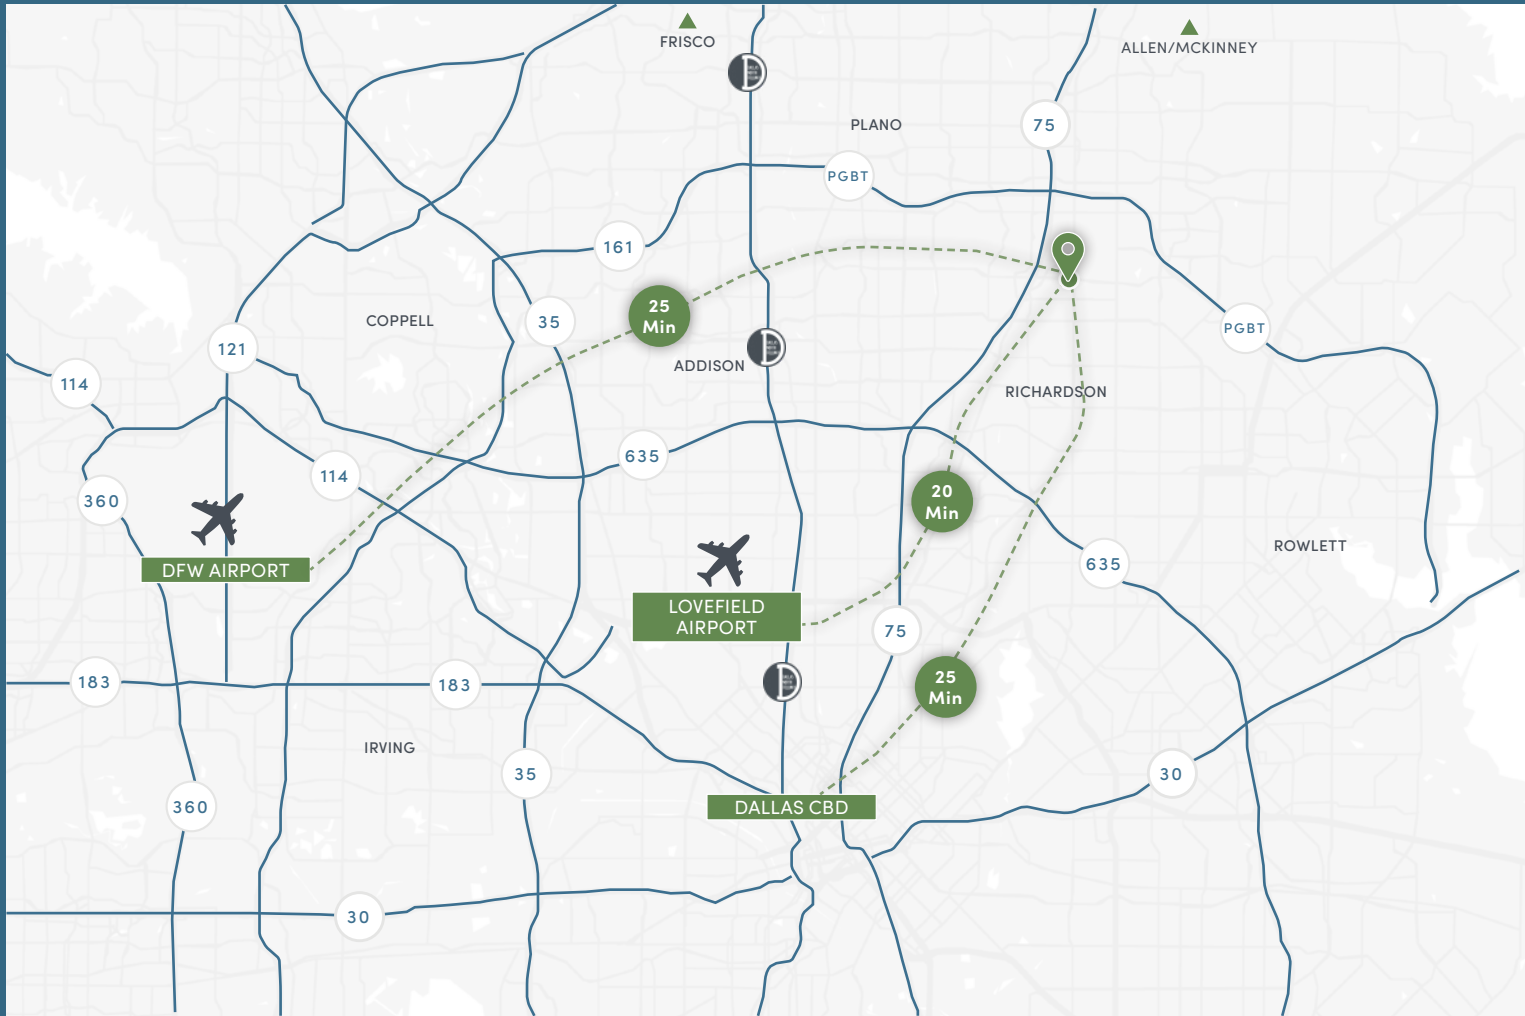 FRISCO
ALLEN/MCKINNEY
PLANO
75
PGBT
161
25
Min
COPPELL
35
PGBT
121
ADDISON
114
RICHARDSON
635
114
20
Min
360
ROWLETT
DFW AIRPORT
635
LOVEFIELD
AIRPORT
75
183
183
25
Min
IRVING
35
30
360
DALLAS CBD
30